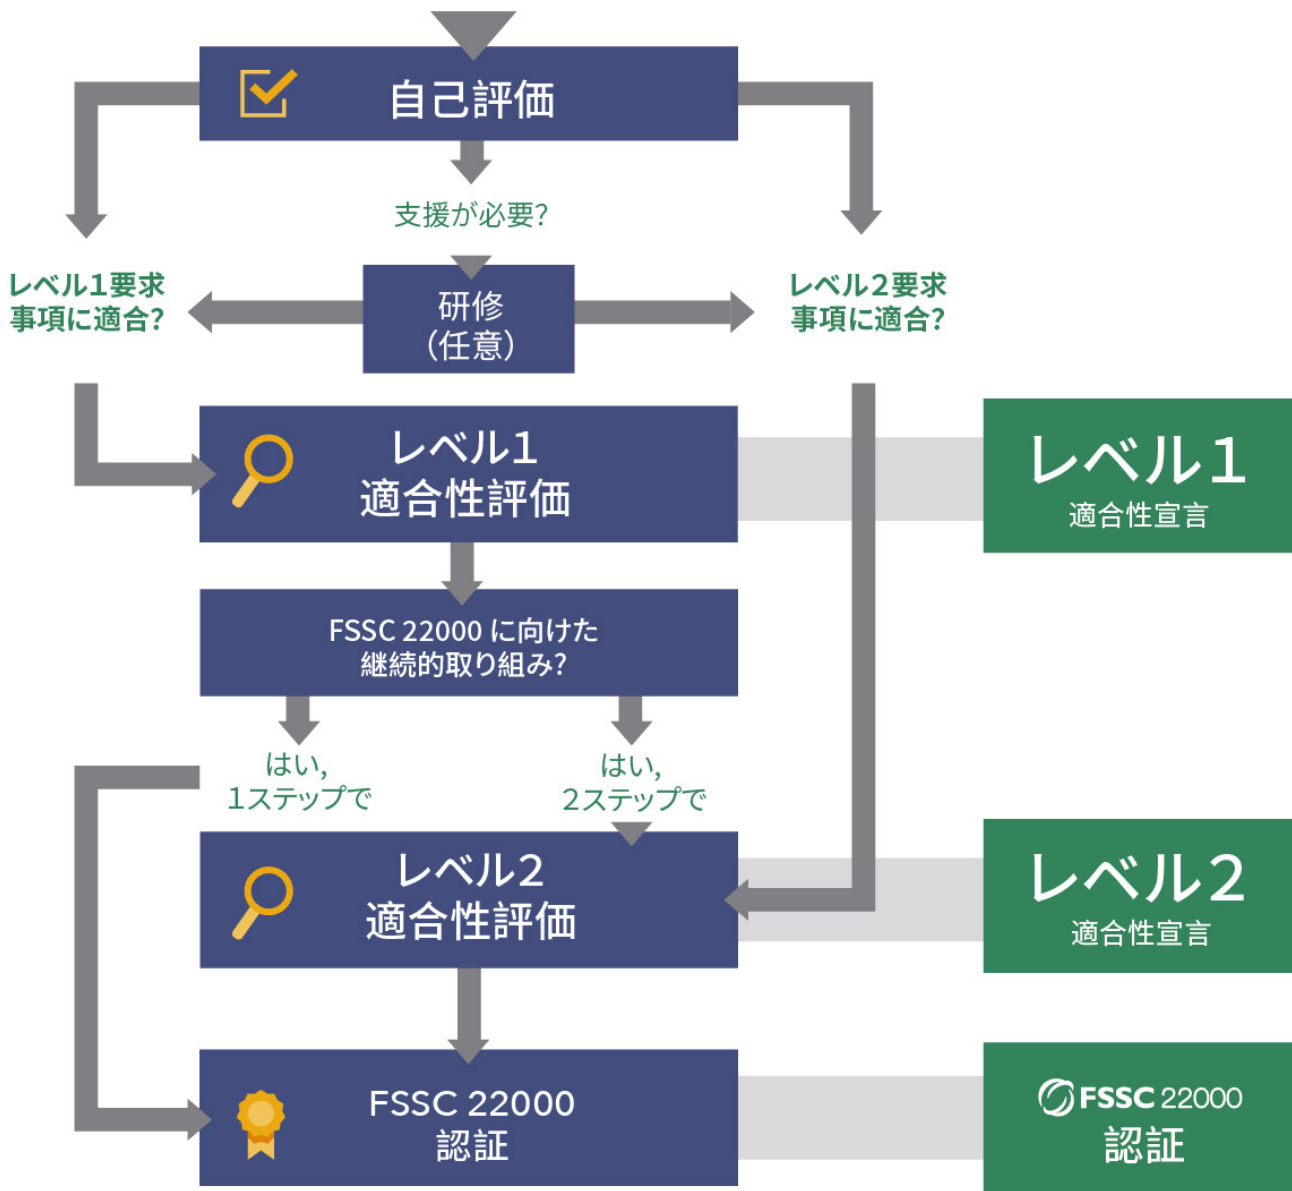 自己評価
支援が必要？
レベル１要求
事項に適合？
研修
（任意）
レベル２要求
事項に適合？
レベル１
適合性評価
レベル１
適合性宣言
FSSC 22000 に向けた
継続的取り組み？
はい，
１ステップで
はい，
２ステップで
レベル２
適合性評価
レベル２
適合性宣言
FSSC 22000
認証
FSSC 22000
認証